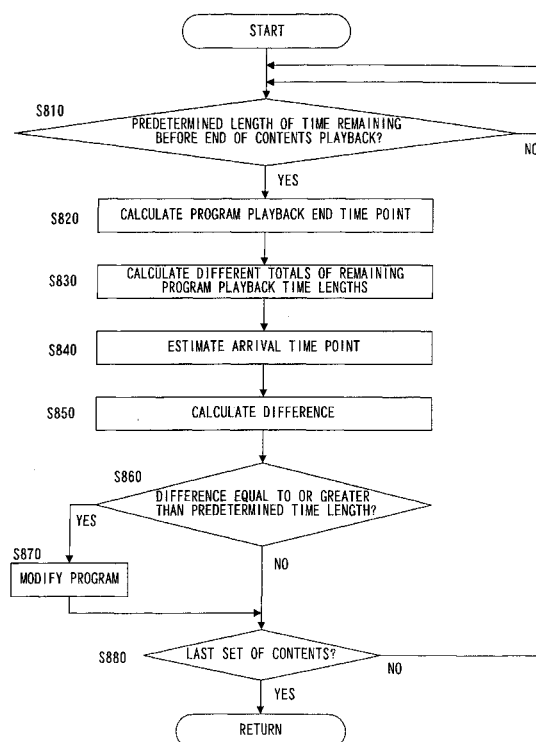 START
S810
PREDETERMINED LENGTH OF TIME REMAINING
BEFORE END OF CONTENTS PLAYBACK?
NO
YES
S820
CALCULATE PROGRAM PLAYBACK END TIME POINT
S830
CALCULATE DIFFERENT TOTALS OF REMAINING
PROGRAM PLAYBACK TIME LENGTHS
S840
ESTIMATE ARRIVAL TIME POINT
S850
CALCULATE DIFFERENCE
S860
DIFFERENCE EQUAL TO OR GREATER
THAN PREDETERMINED TIME LENGTH?
YES
S870
MODIFY PROGRAM
NO
S880
LAST SET OF CONTENTS?
NO
YES
RETURN